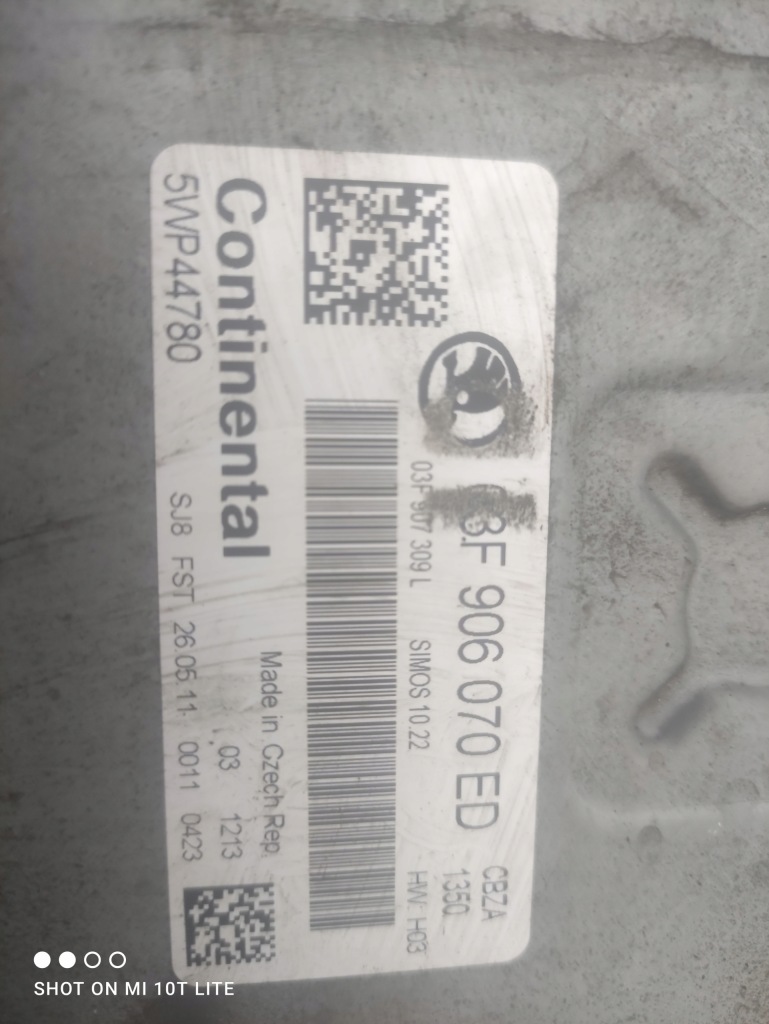 03F 906 070 ED
CBZA
1350
03F 907 309 L SIMOS 10.22 HW: H03
Made in Czech Rep.
Continental 03 1213
5WP44780 SJ8 FST 26.05.11 0011 0423
SHOT ON MI 10T LITE